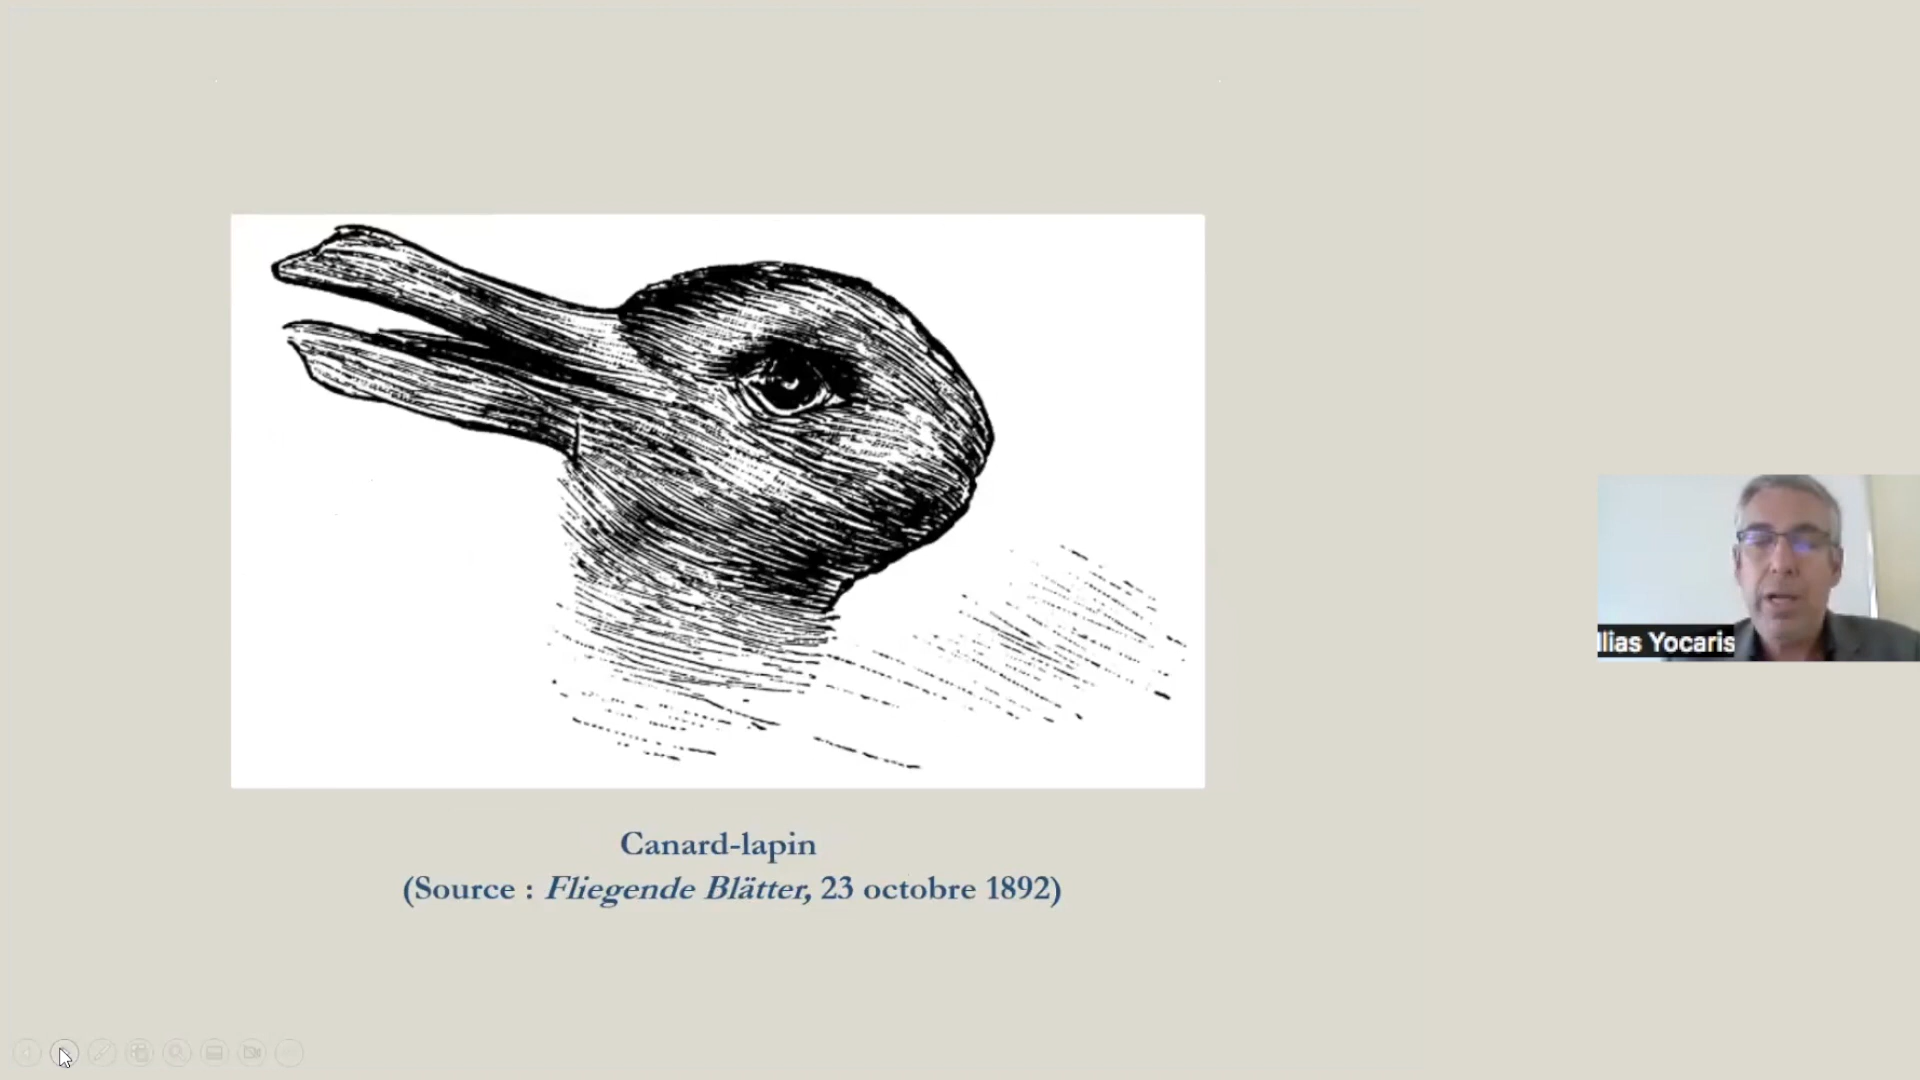 Canard-lapin
(Source : Fliegende Blätter, 23 octobre 1892)
Ilias Yocaris